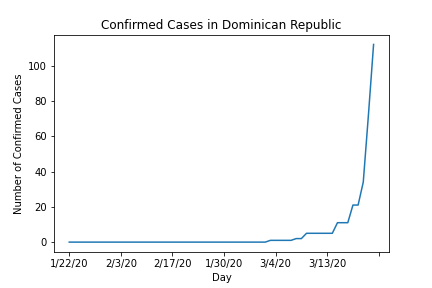 Confirmed Cases in Dominican Republic
Number of Confirmed Cases
100
80
60
40
20
0
1/22/20 2/3/20 2/17/20 1/30/20 3/4/20 3/13/20
Day